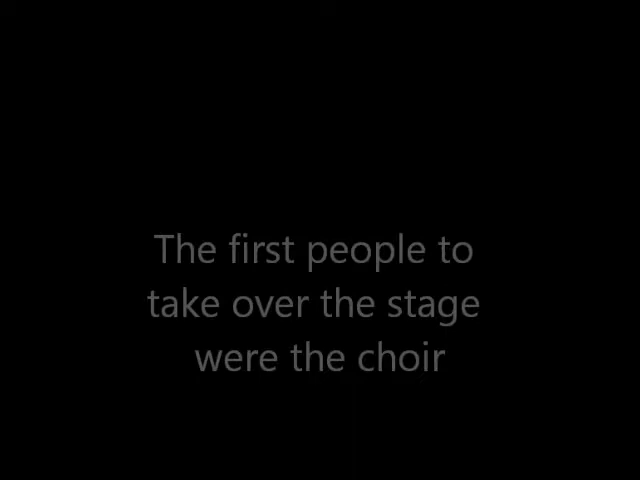 The first people to
take over the stage
were the choir